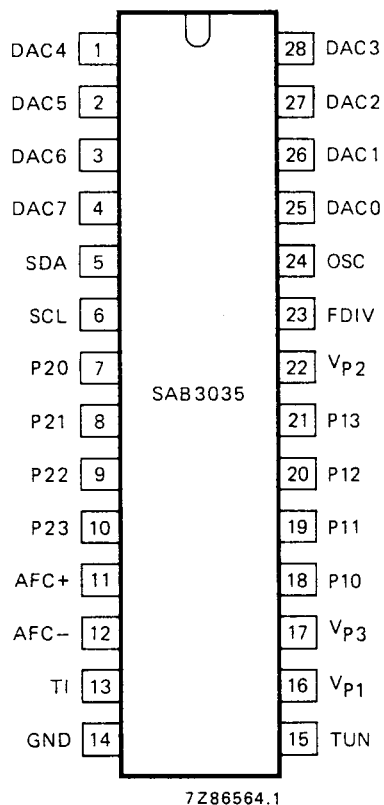 DAC4 1 28 DAC3
DAC5 2 27 DAC2
DAC6 3 26 DAC1
DAC7 4 25 DAC0
SDA 5 24 OSC
SCL 6 23 FDIV
P20 7 22 VP2
SAB3035
P21 8 21 P13
P22 9 20 P12
P23 10 19 P11
AFC+ 11 18 P10
AFC− 12 17 VP3
TI 13 16 VP1
GND 14 15 TUN
7Z86564.1